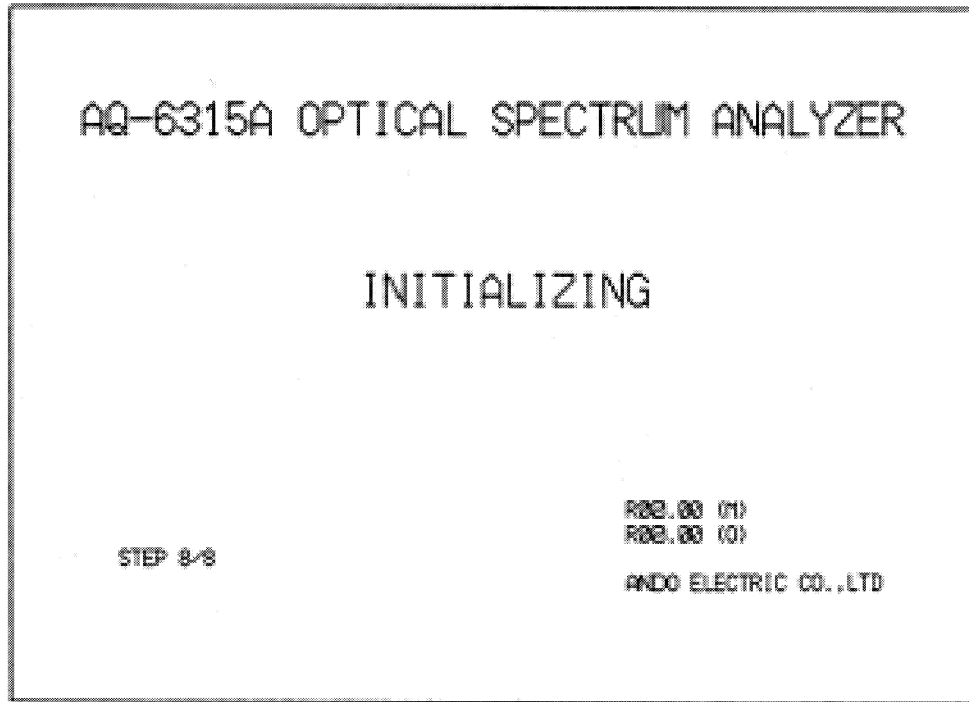 AQ-6315A OPTICAL SPECTRUM ANALYZER
INITIALIZING
R02.00 (M)
R02.00 (O)
STEP 8/8
ANDO ELECTRIC CO.,LTD